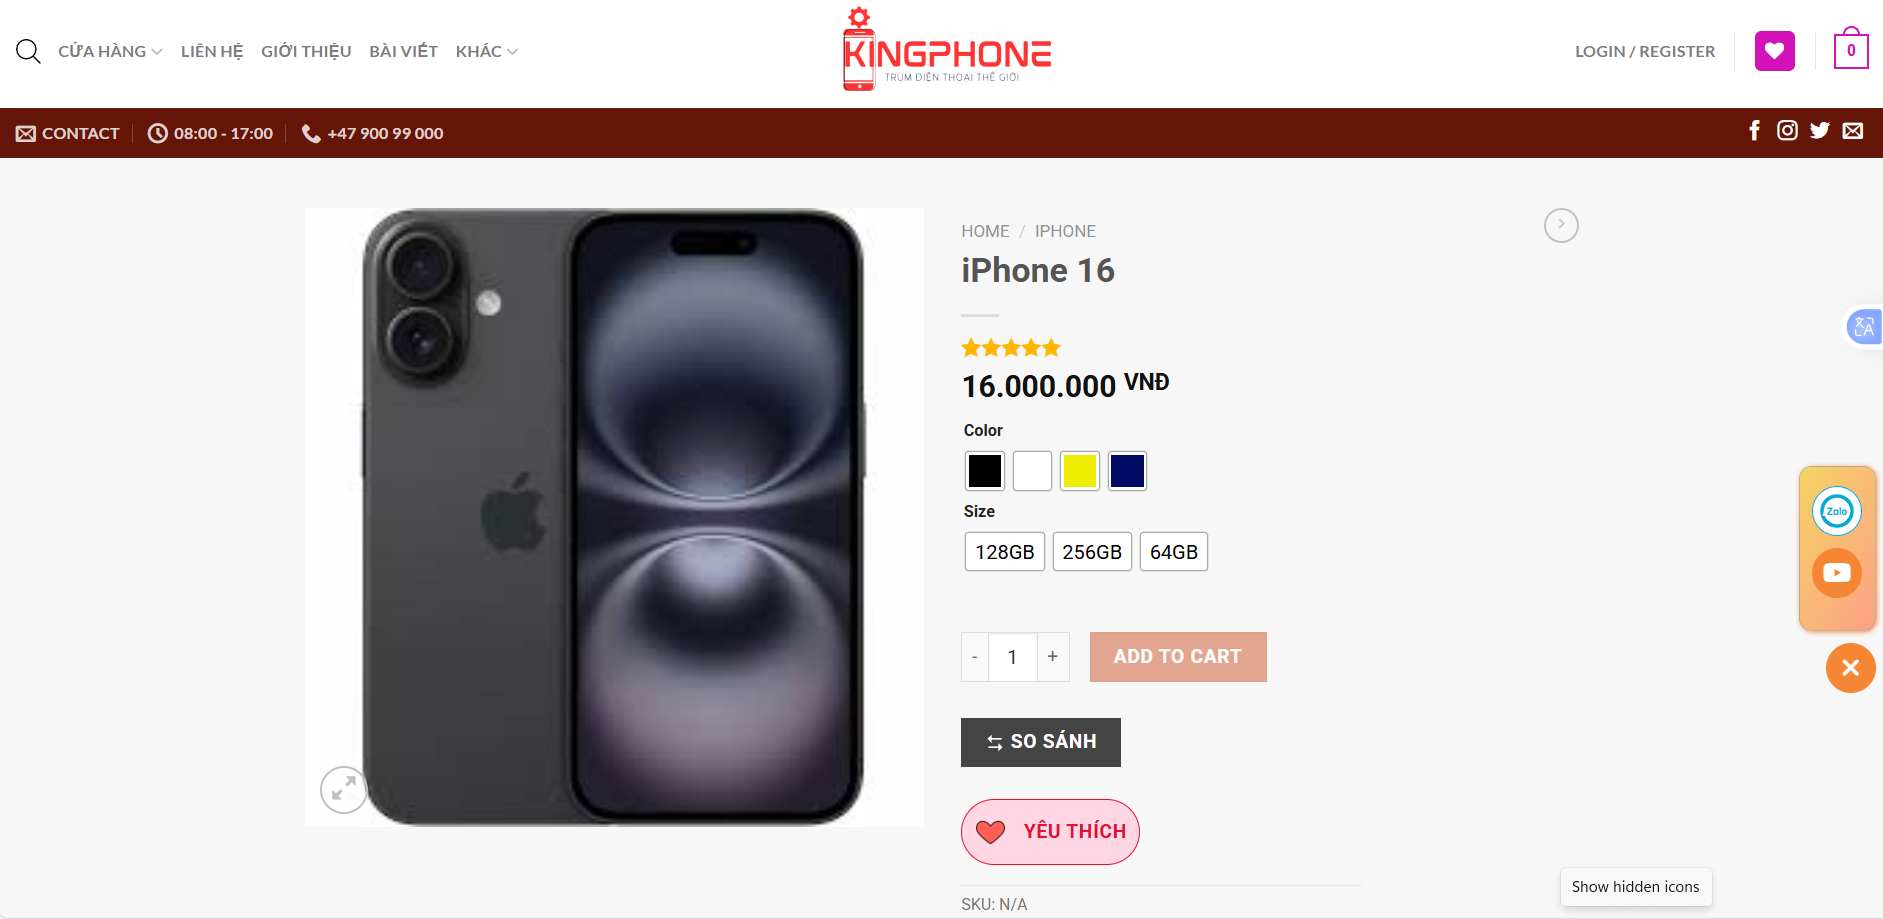 CỬA HÀNG
LIÊN HỆ
GIỚI THIỆU
BÀI VIẾT
KHÁC
KINGPHONE
TRÙM ĐIỆN THOẠI THẾ GIỚI
LOGIN / REGISTER
0
CONTACT
08:00 - 17:00
+47 900 99 000
HOME / IPHONE
iPhone 16
16.000.000 VNĐ
Color
Size
128GB
256GB
64GB
- 1 +
ADD TO CART
SO SÁNH
YÊU THÍCH
SKU: N/A
Zalo
Show hidden icons